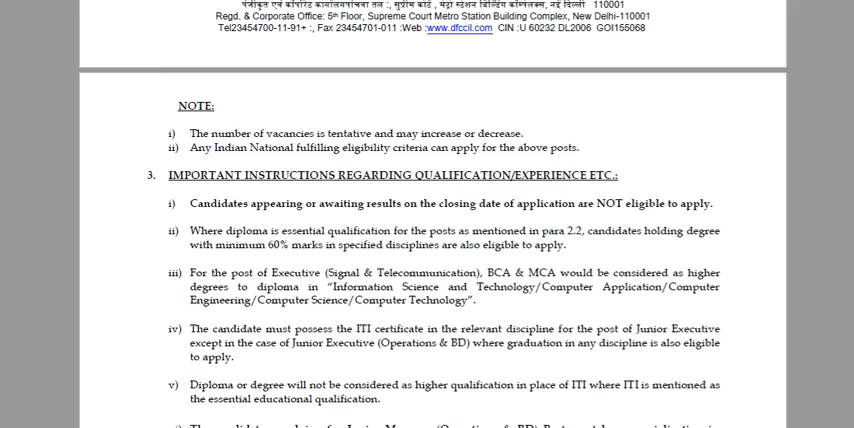 पंजीकृत एवं कॉर्पोरेट कार्यालयपांचवा तल :, सुप्रीम कोर्ट , मेट्रो स्टेशन बिल्डिंग कॉम्पलेक्स, नई दिल्ली 110001
Regd. & Corporate Office: 5th Floor, Supreme Court Metro Station Building Complex, New Delhi-110001
Tel23454700-11-91+ :, Fax 23454701-011 :Web :www.dfccil.com CIN :U 60232 DL2006 GOI155068
NOTE:
i) The number of vacancies is tentative and may increase or decrease.
ii) Any Indian National fulfilling eligibility criteria can apply for the above posts.
3. IMPORTANT INSTRUCTIONS REGARDING QUALIFICATION/EXPERIENCE ETC.:
i) Candidates appearing or awaiting results on the closing date of application are NOT eligible to apply.
ii) Where diploma is essential qualification for the posts as mentioned in para 2.2, candidates holding degree
with minimum 60% marks in specified disciplines are also eligible to apply.
iii) For the post of Executive (Signal & Telecommunication), BCA & MCA would be considered as higher
degrees to diploma in “Information Science and Technology/Computer Application/Computer
Engineering/Computer Science/Computer Technology”.
iv) The candidate must possess the ITI certificate in the relevant discipline for the post of Junior Executive
except in the case of Junior Executive (Operations & BD) where graduation in any discipline is also eligible
to apply.
v) Diploma or degree will not be considered as higher qualification in place of ITI where ITI is mentioned as
the essential educational qualification.